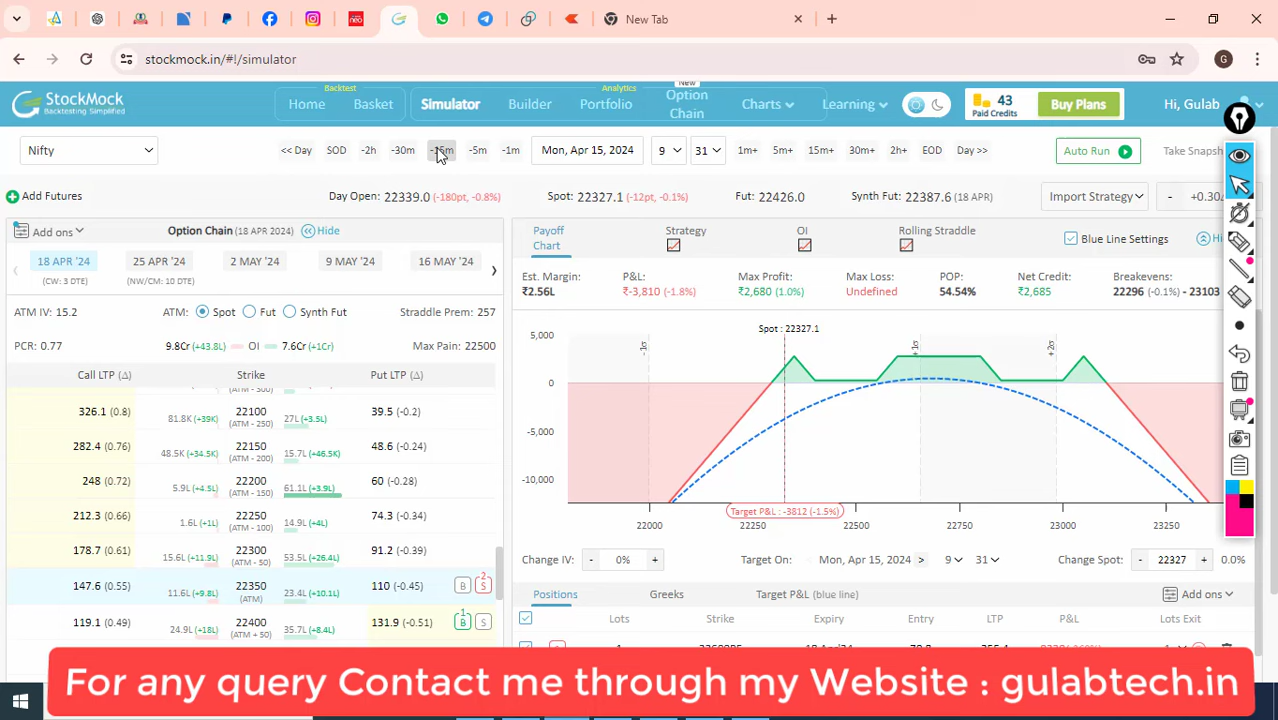 New Tab
stockmock.in/#!/simulator
G
StockMock
Backtesting Simplified
Backtest
Home
Basket
Simulator
Builder
Analytics
Portfolio
New
Option
Chain
Charts
Learning
43
Paid Credits
Buy Plans
Hi, Gulab
Nifty
<< Day
SOD
-2h
-30m
-15m
-5m
-1m
Mon, Apr 15, 2024
9
31
1m+
5m+
15m+
30m+
2h+
EOD
Day >>
Auto Run
Take Snapsh
Add Futures
Day Open: 22339.0 (-180pt, -0.8%)
Spot: 22327.1 (-12pt, -0.1%)
Fut: 22426.0
Synth Fut: 22387.6 (18 APR)
Import Strategy
- +0.30
Add ons
Option Chain (18 APR 2024)
Hide
18 APR '24
(CW: 3 DTE)
25 APR '24
(NW/CM: 10 DTE)
2 MAY '24
9 MAY '24
16 MAY '24
ATM IV: 15.2
ATM: Spot Fut Synth Fut
Straddle Prem: 257
PCR: 0.77
9.8Cr (+43.8L) OI 7.6Cr (+1Cr)
Max Pain: 22500
Call LTP (Δ) Strike Put LTP (Δ)
(ATM - 300)
326.1 (0.8) 81.8K (+39K) 22100 27L (+3.5L) 39.5 (-0.2)
(ATM - 250)
282.4 (0.76) 48.5K (+34.5K) 22150 15.7L (+6.5L) 48.6 (-0.24)
(ATM - 200)
248 (0.72) 5.9L (+4.5L) 22200 61.1L (+3.9L) 60 (-0.28)
(ATM - 150)
212.3 (0.66) 1.6L (+1L) 22250 14.9L (+4L) 74.3 (-0.34)
(ATM - 100)
178.7 (0.61) 15.6L (+11.9L) 22300 53.5L (+26.4L) 91.2 (-0.39)
(ATM - 50)
147.6 (0.55) 11.6L (+9.8L) 22350 23.4L (+10.1L) 110 (-0.45) B 2 S
(ATM)
119.1 (0.49) 24.9L (+18L) 22400 35.7L (+8.4L) 131.9 (-0.51) 1 B S
(ATM + 50)
Payoff
Chart
Strategy
OI
Rolling Straddle
Blue Line Settings
Hi
Est. Margin:
₹2.56L
P&L:
₹-3,810 (-1.8%)
Max Profit:
₹2,680 (1.0%)
Max Loss:
Undefined
POP:
54.54%
Net Credit:
₹2,685
Breakevens:
22296 (-0.1%) - 23103
Spot : 22327.1
5,000
0
-5,000
-10,000
-1σ
+1σ
+2σ
Target P&L : -3812 (-1.5%)
22000
22250
22500
22750
23000
23250
Change IV: - 0% +
Target On: Mon, Apr 15, 2024 > 9 31
Change Spot: - 22327 + 0.0%
Positions
Greeks
Target P&L (blue line)
Add ons
Lots Strike Expiry Entry LTP P&L Lots Exit
For any query Contact me through my Website : gulabtech.in